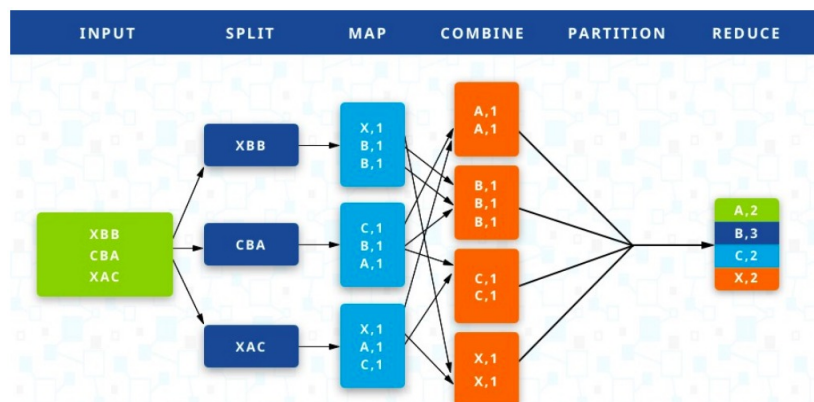 INPUT
SPLIT
MAP
COMBINE
PARTITION
REDUCE
XBB
CBA
XAC
XBB
CBA
XAC
X,1
B,1
B,1
C,1
B,1
A,1
X,1
A,1
C,1
A,1
A,1
B,1
B,1
B,1
C,1
C,1
X,1
X,1
A,2
B,3
C,2
X,2